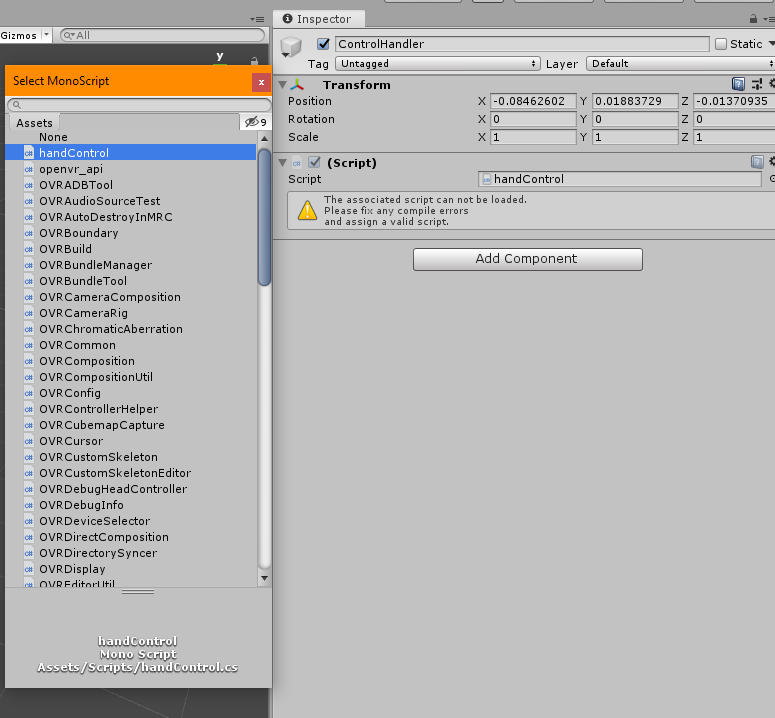 Inspector
Gizmos
All
y
ControlHandler
Static
Tag Untagged Layer Default
Select MonoScript
x
Transform
Position X -0.08462602 Y 0.01883729 Z -0.01370935
Rotation X 0 Y 0 Z 0
Scale X 1 Y 1 Z 1
(Script)
Script handControl
The associated script can not be loaded.
Please fix any compile errors
and assign a valid script.
Add Component
Assets
9
None
handControl
openvr_api
OVRADBTool
OVRAudioSourceTest
OVRAutoDestroyInMRC
OVRBoundary
OVRBuild
OVRBundleManager
OVRBundleTool
OVRCameraComposition
OVRCameraRig
OVRChromaticAberration
OVRCommon
OVRComposition
OVRCompositionUtil
OVRConfig
OVRControllerHelper
OVRCubemapCapture
OVRCursor
OVRCustomSkeleton
OVRCustomSkeletonEditor
OVRDebugHeadController
OVRDebugInfo
OVRDeviceSelector
OVRDirectComposition
OVRDirectorySyncer
OVRDisplay
OVREditorUtil
handControl
Mono Script
Assets/Scripts/handControl.cs